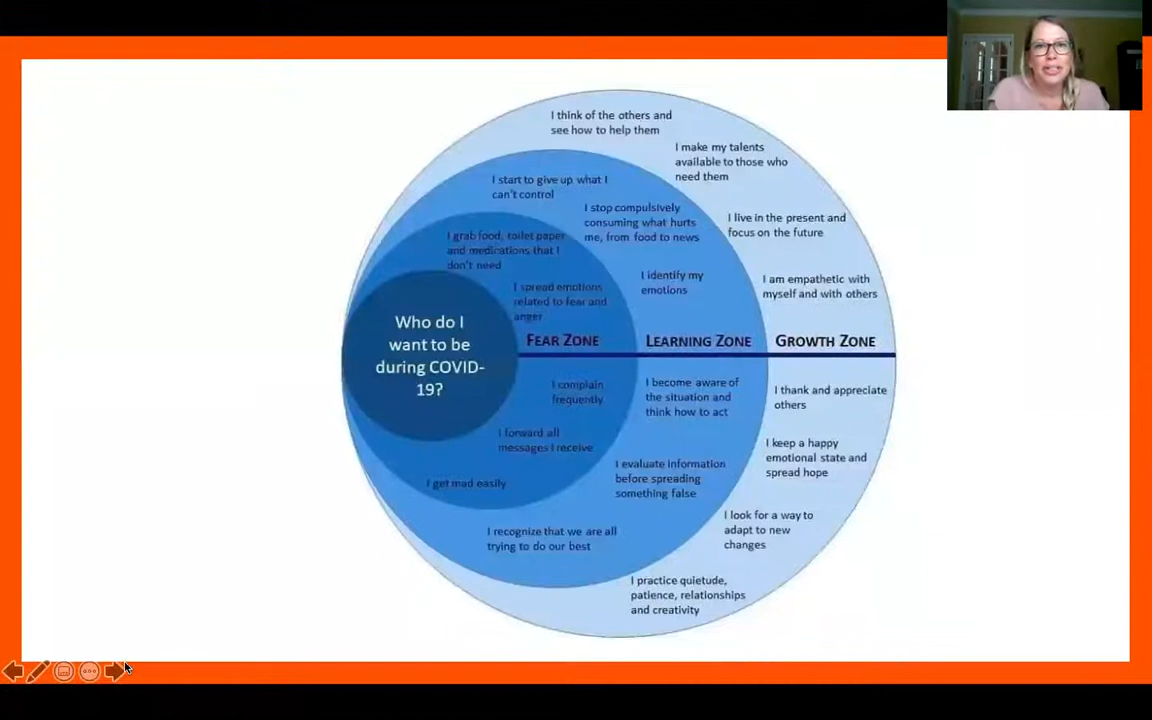 I think of the others and
see how to help them
I make my talents
available to those who
need them
I start to give up what I
can't control
I stop compulsively
consuming what hurts
me, from food to news
I live in the present and
focus on the future
I grab food, toilet paper
and medications that I
don't need
I identify my
emotions
I am empathetic with
myself and with others
I spread emotions
related to fear and
anger
Who do I
want to be
during COVID-
19?
FEAR ZONE
LEARNING ZONE
GROWTH ZONE
I complain
frequently
I become aware of
the situation and
think how to act
I thank and appreciate
others
I forward all
messages I receive
I keep a happy
emotional state and
spread hope
I get mad easily
I evaluate information
before spreading
something false
I recognize that we are all
trying to do our best
I look for a way to
adapt to new
changes
I practice quietude,
patience, relationships
and creativity